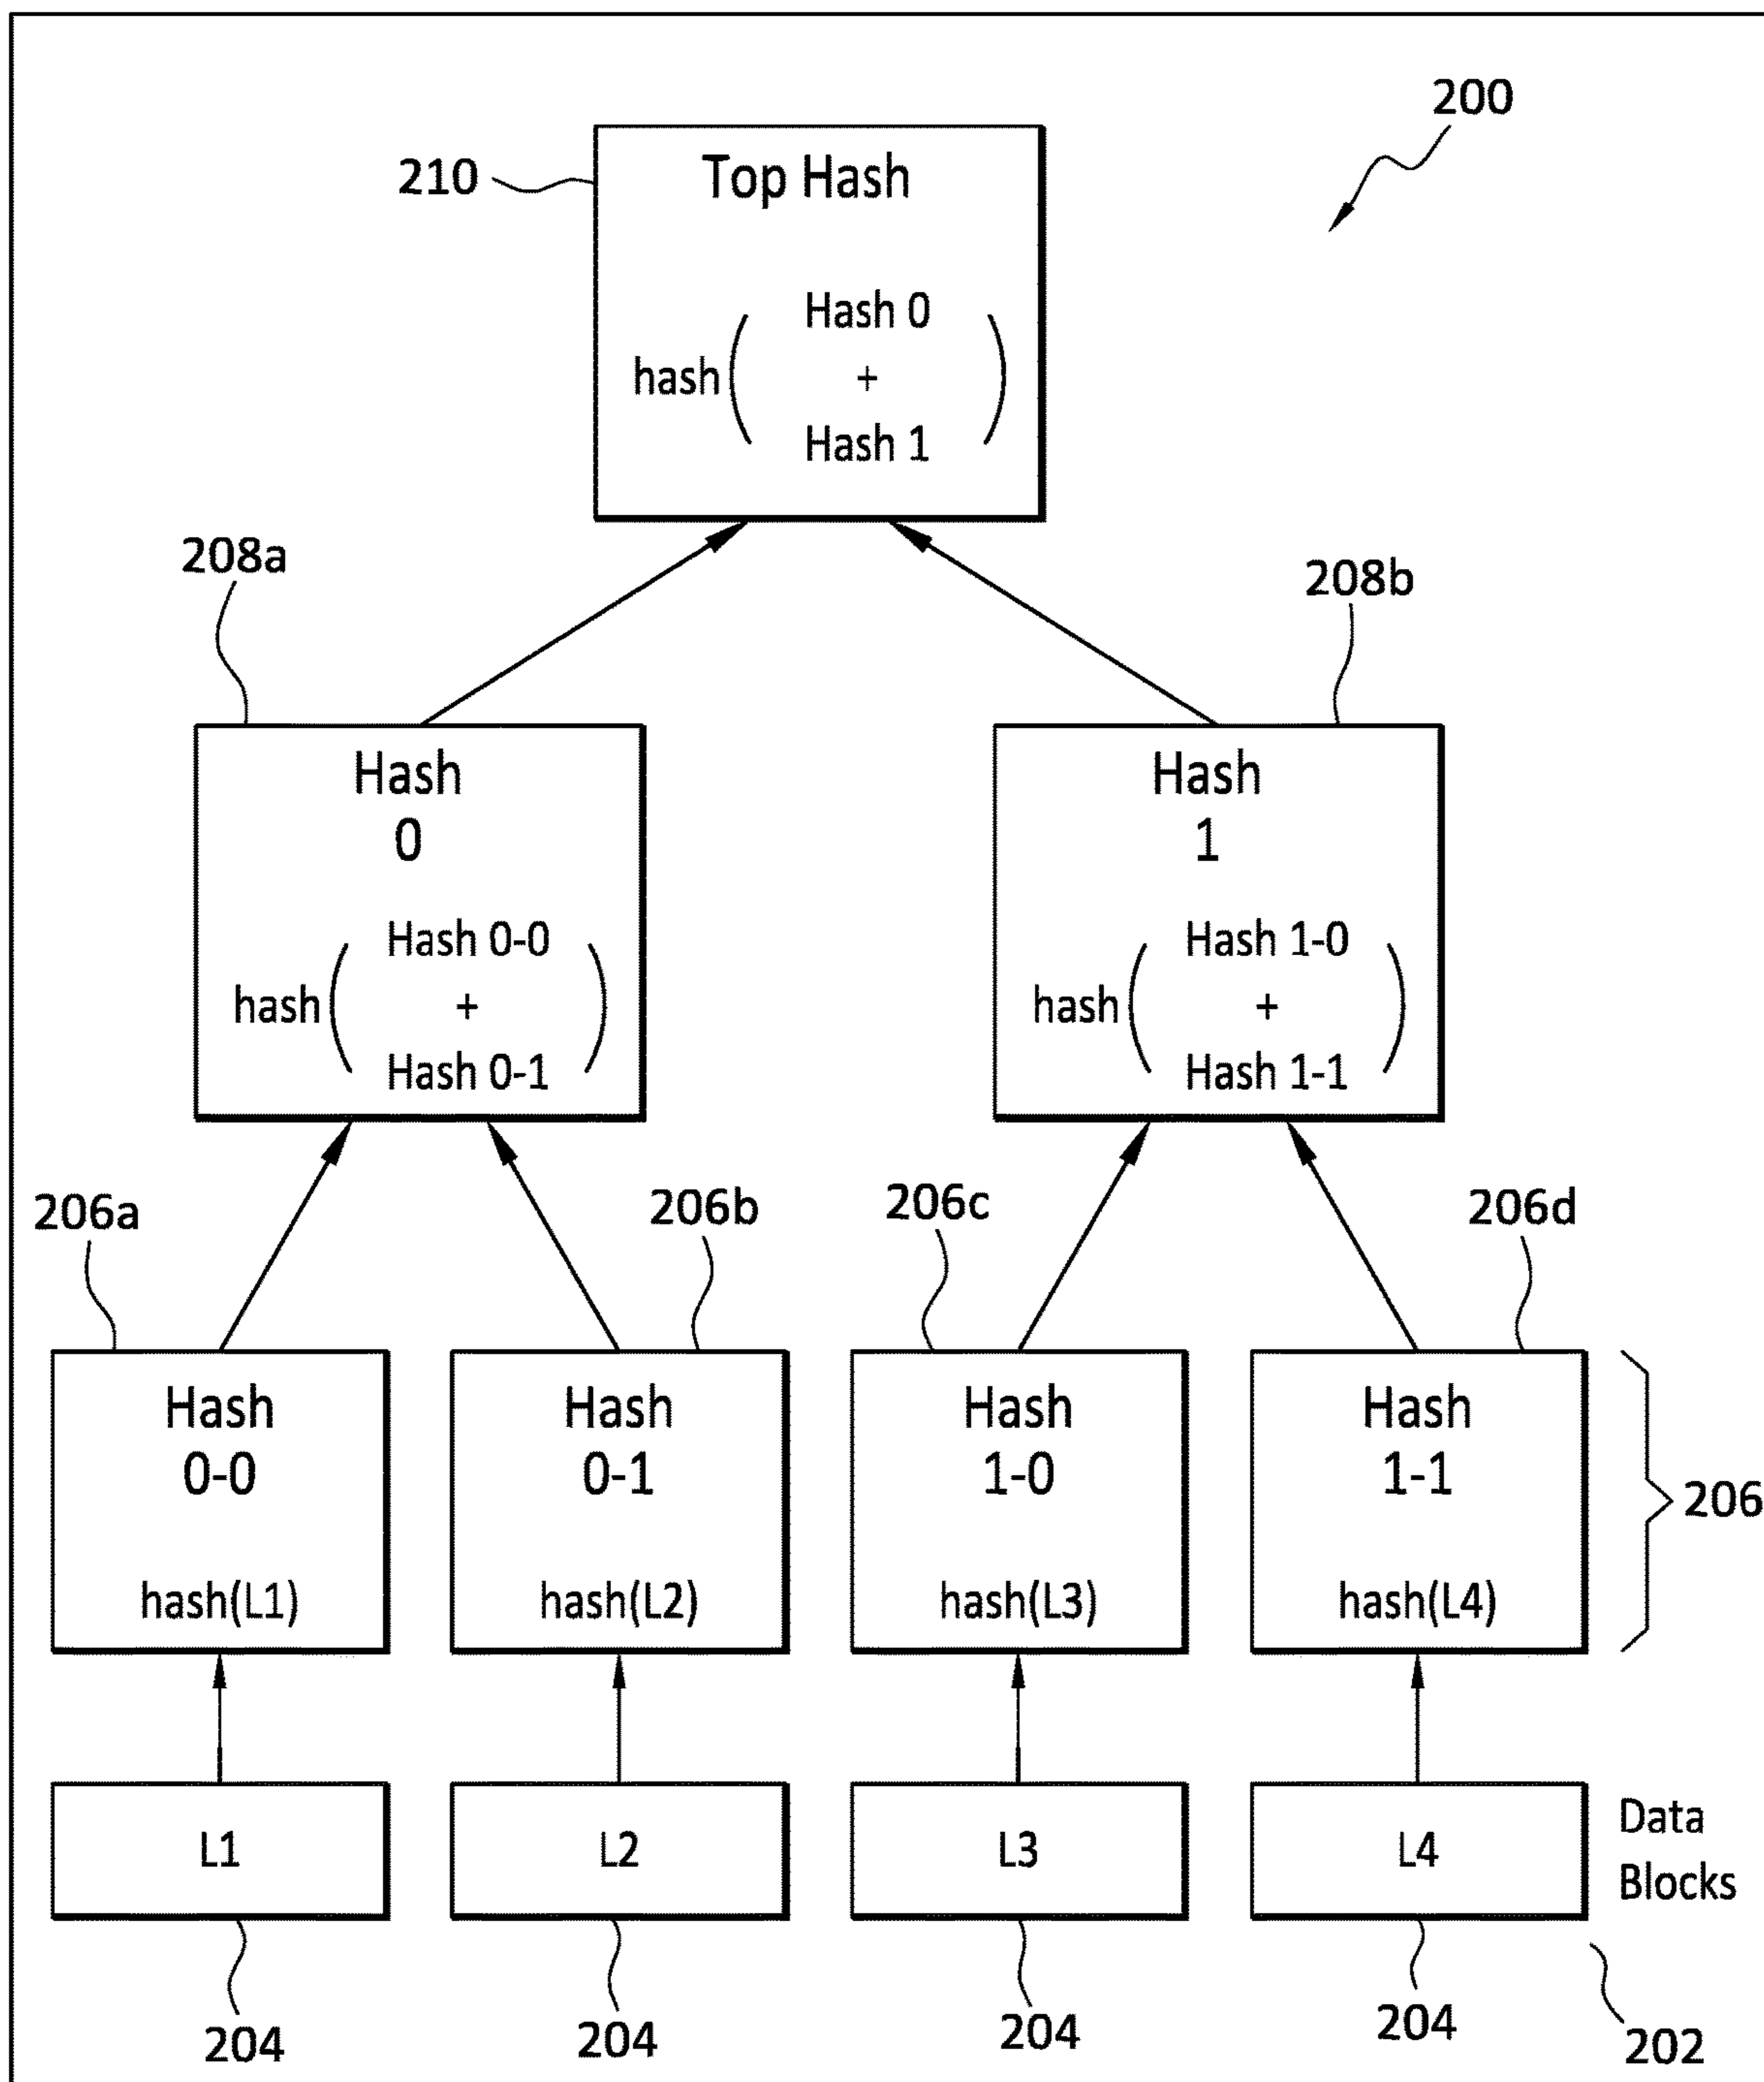 200
210
Top Hash
Hash 0
hash ( + )
Hash 1
208a
208b
Hash
0
Hash 0-0
hash ( + )
Hash 0-1
Hash
1
Hash 1-0
hash ( + )
Hash 1-1
206a
206b
206c
206d
Hash
0-0
hash(L1)
Hash
0-1
hash(L2)
Hash
1-0
hash(L3)
Hash
1-1
hash(L4)
206
L1
L2
L3
L4
Data
Blocks
204
204
204
204
202